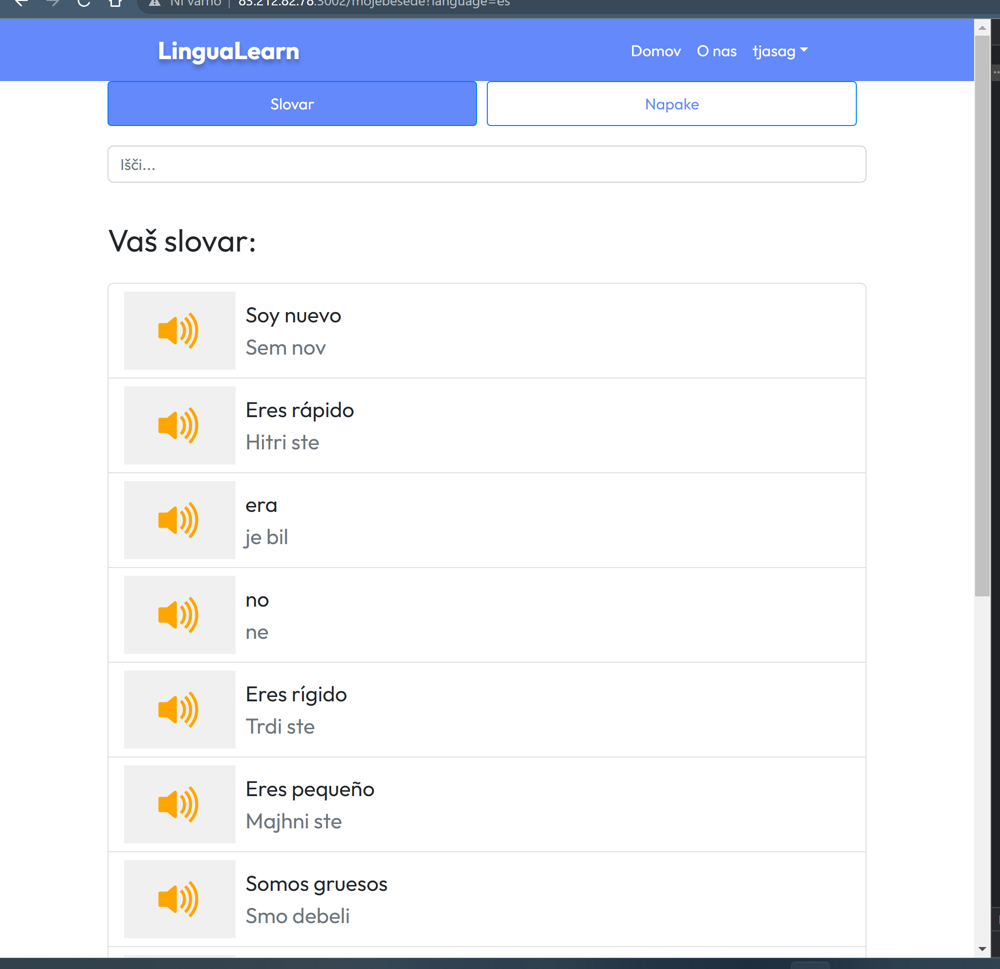 Ni varno 83.212.82.78:3002/mojebesede?language=es
LinguaLearn Domov O nas tjasag
Slovar Napake
Išči...
Vaš slovar:
Soy nuevo
Sem nov
Eres rápido
Hitri ste
era
je bil
no
ne
Eres rígido
Trdi ste
Eres pequeño
Majhni ste
Somos gruesos
Smo debeli